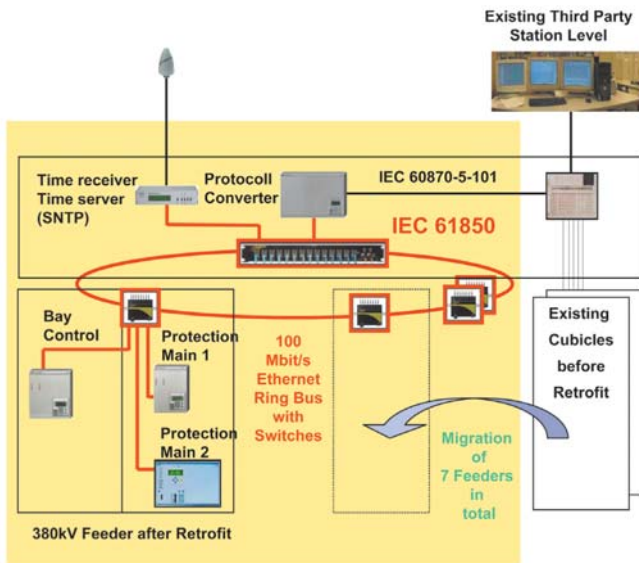 Existing Third Party
Station Level
Time receiver
Time server
(SNTP)
Protocoll
Converter
IEC 60870-5-101
IEC 61850
Bay
Control
Protection
Main 1
Protection
Main 2
100
Mbit/s
Ethernet
Ring Bus
with
Switches
Existing
Cubicles
before
Retrofit
Migration
of
7 Feeders
in
total
380kV Feeder after Retrofit